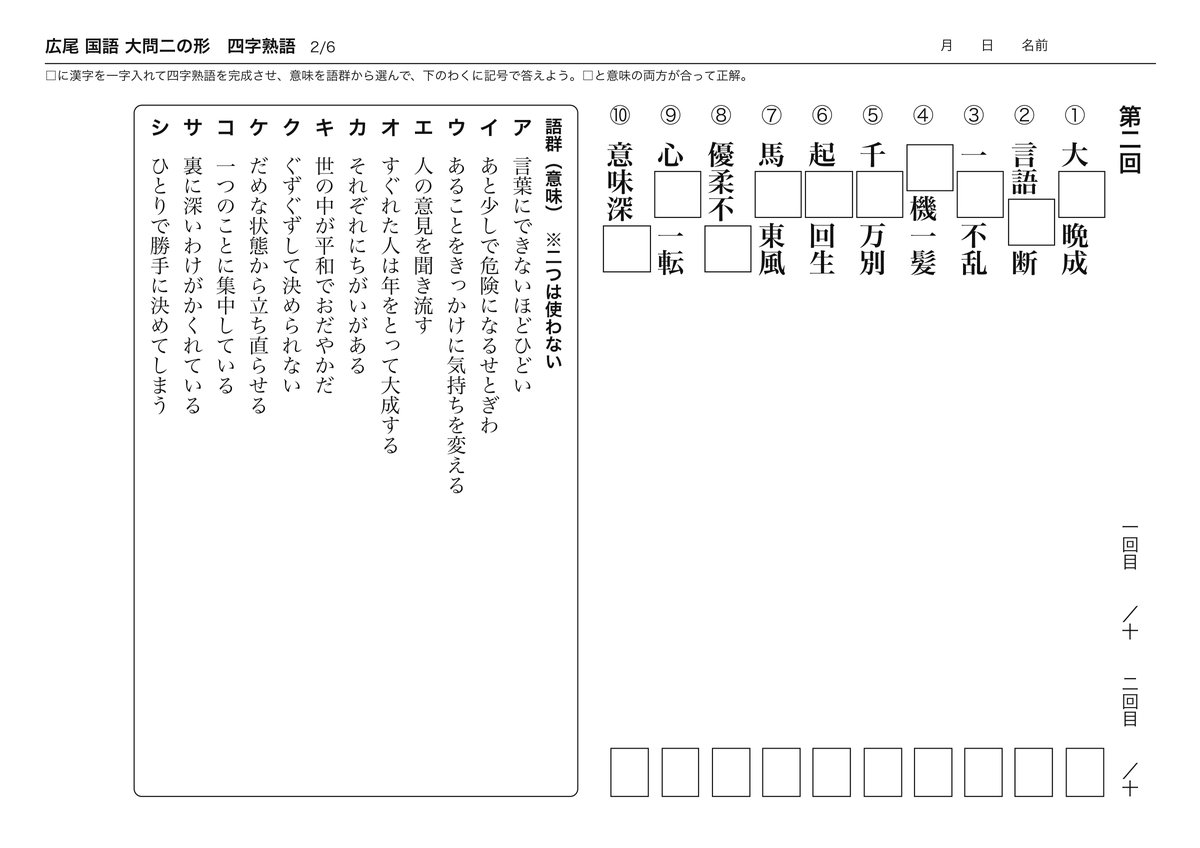 広尾 国語 大問二の形　四字熟語 2/6
月　日　名前
□に漢字を一字入れて四字熟語を完成させ、意味を語群から選んで、下のわくに記号で答えよう。□と意味の両方が合って正解。
第二回　一回目　／十　二回目　／十
① 大□晩成
② 言語□断
③ 一□不乱
④ □機一髪
⑤ 千□万別
⑥ 起□回生
⑦ 馬□東風
⑧ 優柔不□
⑨ 心□一転
⑩ 意味深□
語群（意味）　※二つは使わない
ア　言葉にできないほどひどい
イ　あと少しで危険になるせとぎわ
ウ　あることをきっかけに気持ちを変える
エ　人の意見を聞き流す
オ　すぐれた人は年をとって大成する
カ　それぞれにちがいがある
キ　世の中が平和でおだやかだ
ク　ぐずぐずして決められない
ケ　だめな状態から立ち直らせる
コ　一つのことに集中している
サ　裏に深いわけがかくれている
シ　ひとりで勝手に決めてしまう